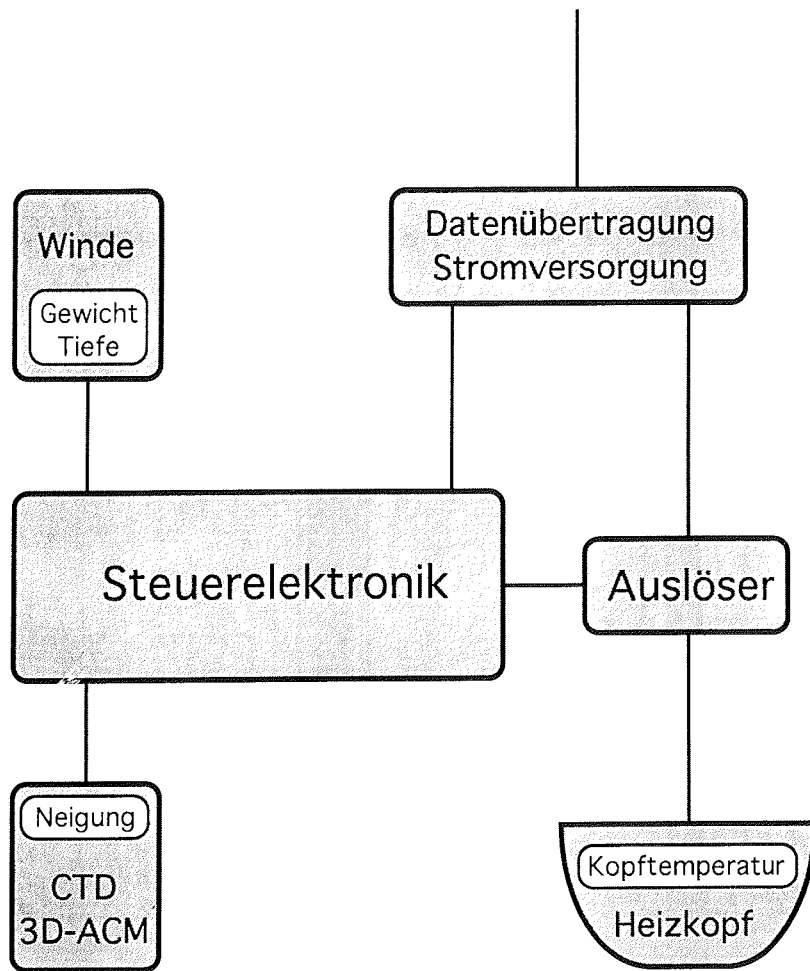 Winde
Gewicht
Tiefe
Datenübertragung
Stromversorgung
Steuerelektronik
Auslöser
Neigung
CTD
3D-ACM
Kopftemperatur
Heizkopf